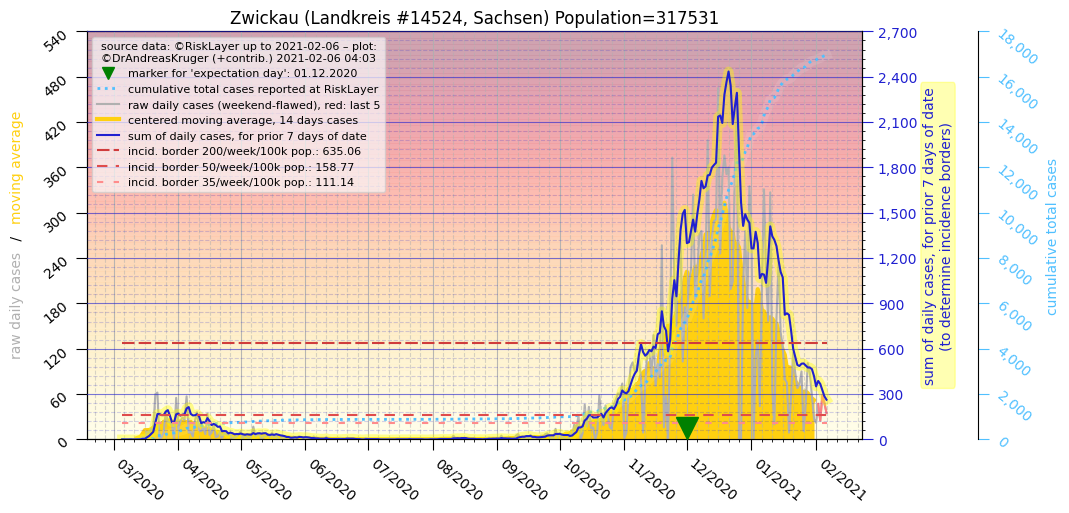 Zwickau (Landkreis #14524, Sachsen) Population=317531
source data: ©RiskLayer up to 2021-02-06 – plot:
©DrAndreasKruger (+contrib.) 2021-02-06 04:03
marker for 'expectation day': 01.12.2020
cumulative total cases reported at RiskLayer
raw daily cases (weekend-flawed), red: last 5
centered moving average, 14 days cases
sum of daily cases, for prior 7 days of date
incid. border 200/week/100k pop.: 635.06
incid. border 50/week/100k pop.: 158.77
incid. border 35/week/100k pop.: 111.14
raw daily cases / moving average
540
480
420
360
300
240
180
120
60
0
03/2020
04/2020
05/2020
06/2020
07/2020
08/2020
09/2020
10/2020
11/2020
12/2020
01/2021
02/2021
2,700
2,400
2,100
1,800
1,500
1,200
900
600
300
0
sum of daily cases, for prior 7 days of date
(to determine incidence borders)
18,000
16,000
14,000
12,000
10,000
8,000
6,000
4,000
2,000
0
cumulative total cases